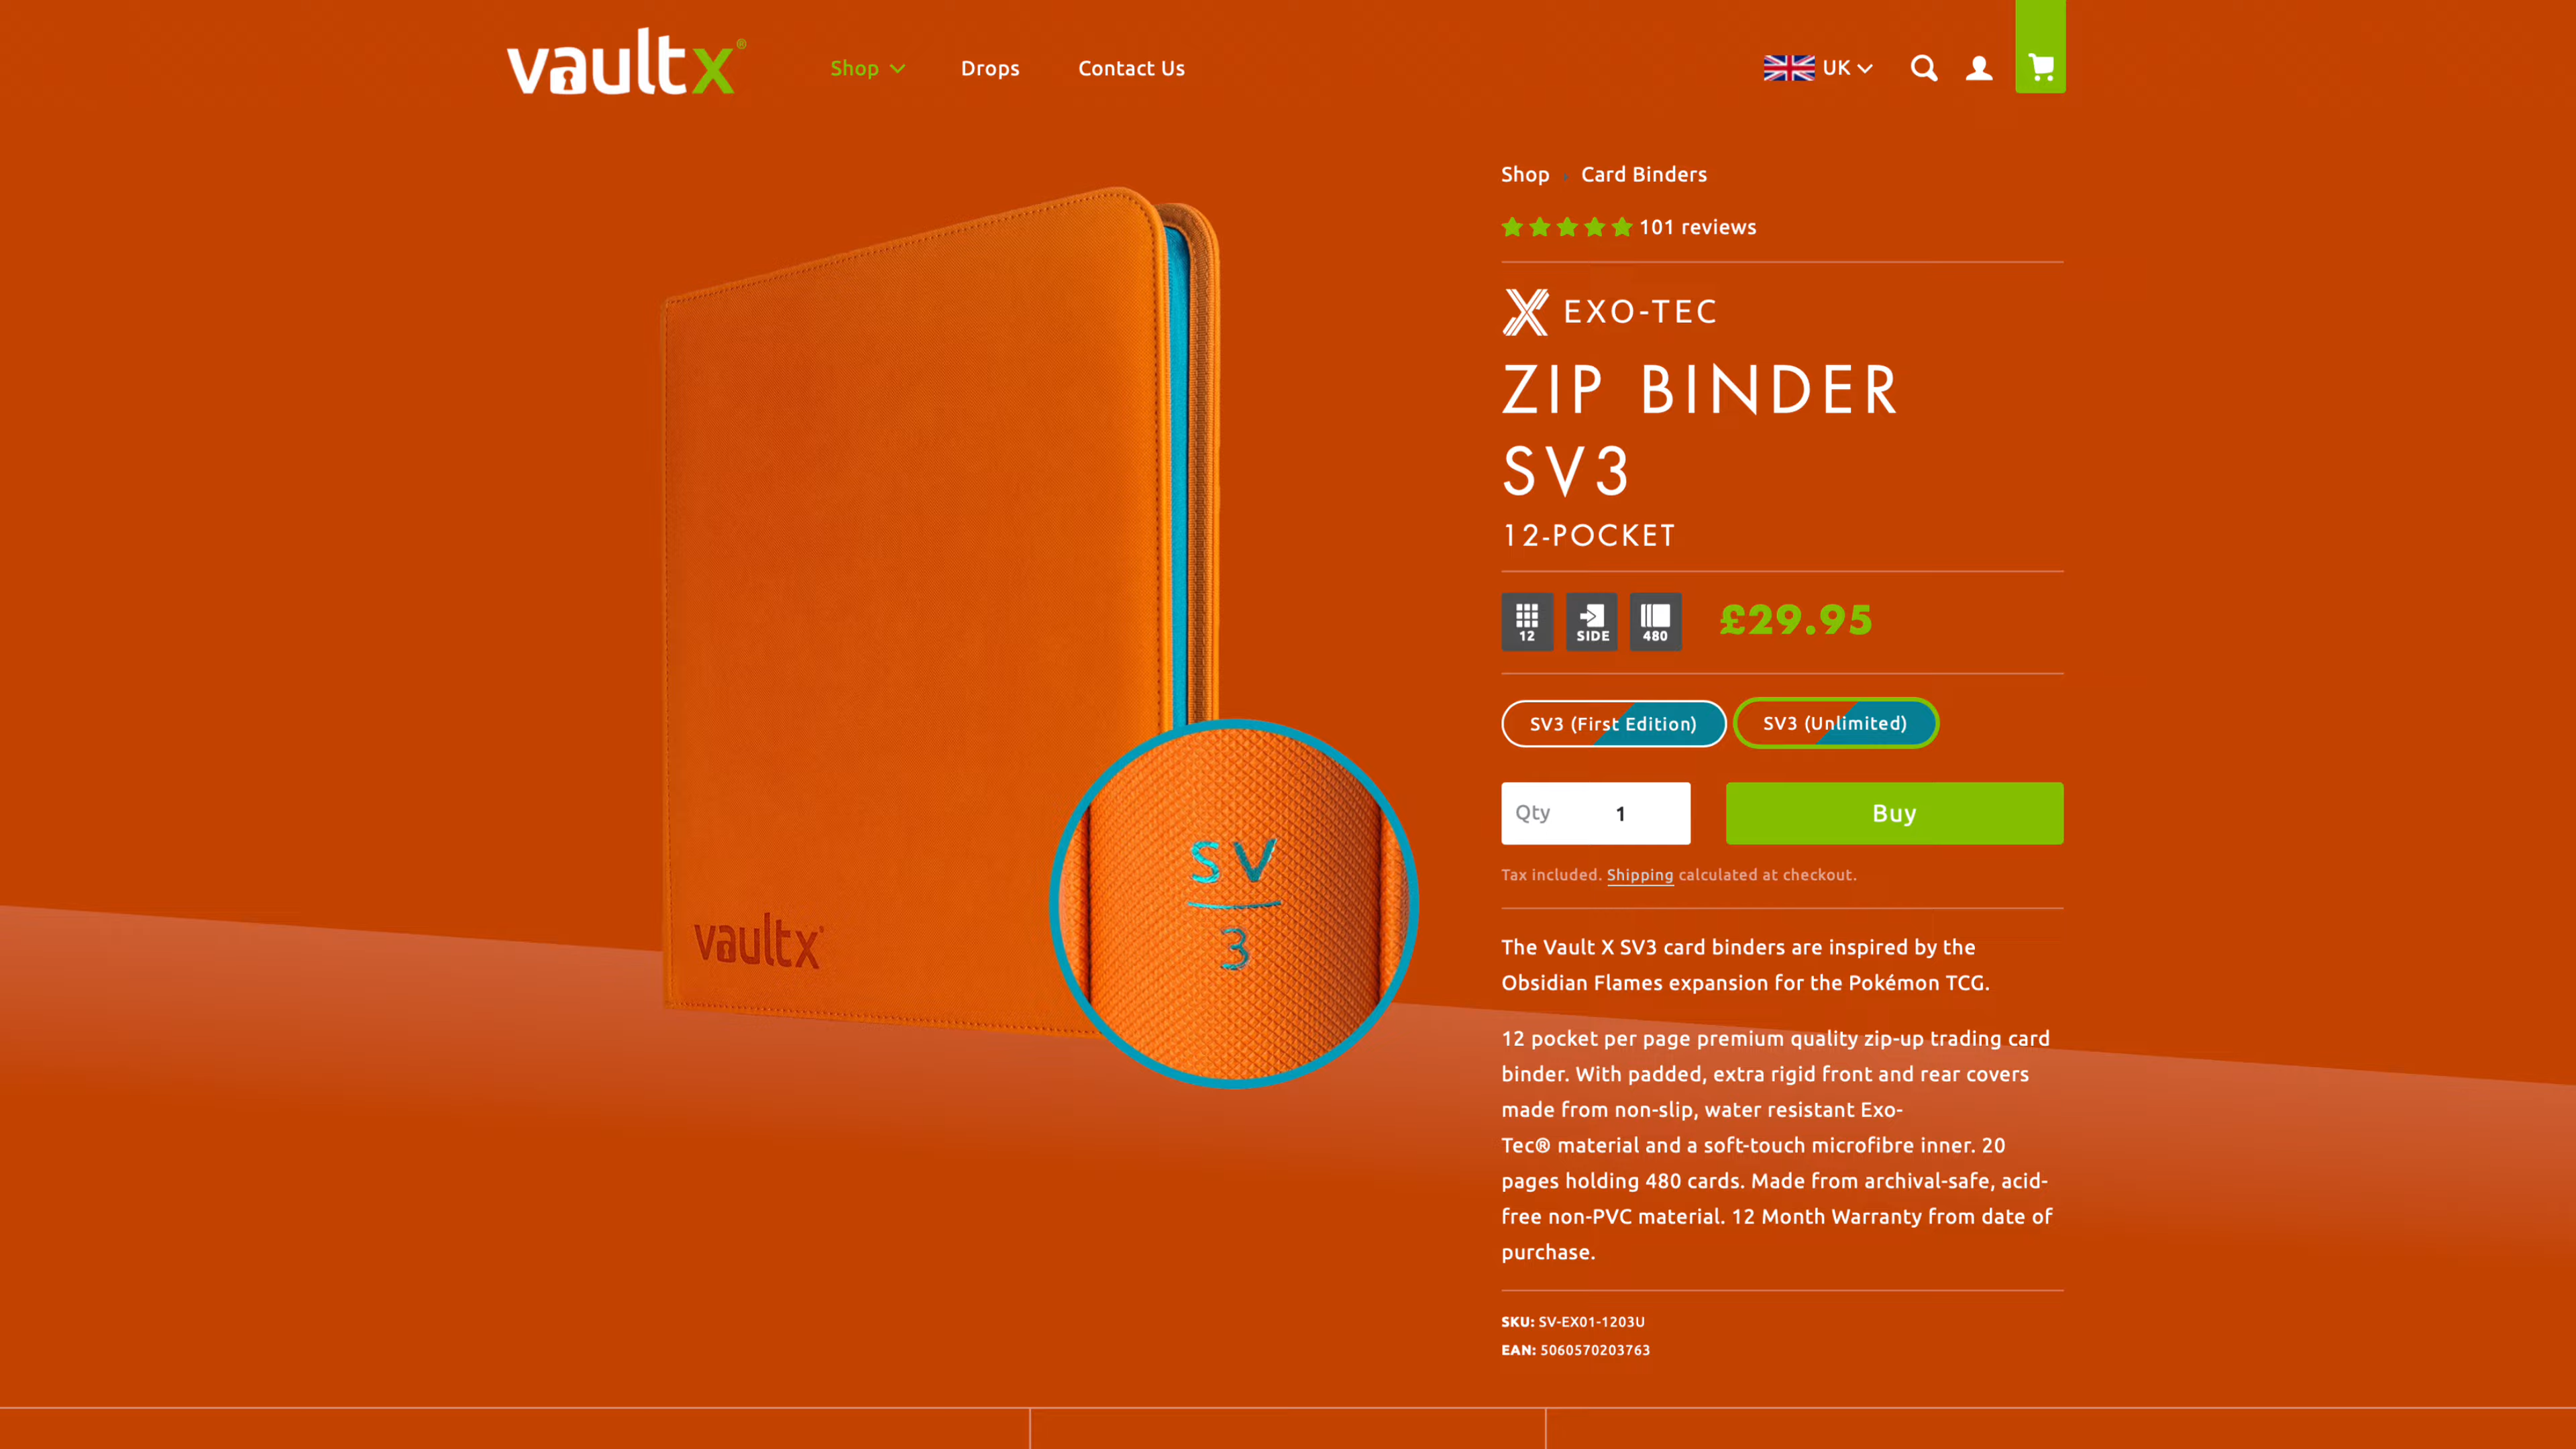 vaultx®
Shop
Drops
Contact Us
UK
Shop
Card Binders
101 reviews
EXO-TEC
ZIP BINDER
SV3
12-POCKET
12
SIDE
480
£29.95
SV3 (First Edition)
SV3 (Unlimited)
Qty
1
Buy
Tax included. Shipping calculated at checkout.
vaultx
SV
3
The Vault X SV3 card binders are inspired by the
Obsidian Flames expansion for the Pokémon TCG.
12 pocket per page premium quality zip-up trading card
binder. With padded, extra rigid front and rear covers
made from non-slip, water resistant Exo-
Tec® material and a soft-touch microfibre inner. 20
pages holding 480 cards. Made from archival-safe, acid-
free non-PVC material. 12 Month Warranty from date of
purchase.
SKU: SV-EX01-1203U
EAN: 5060570203763